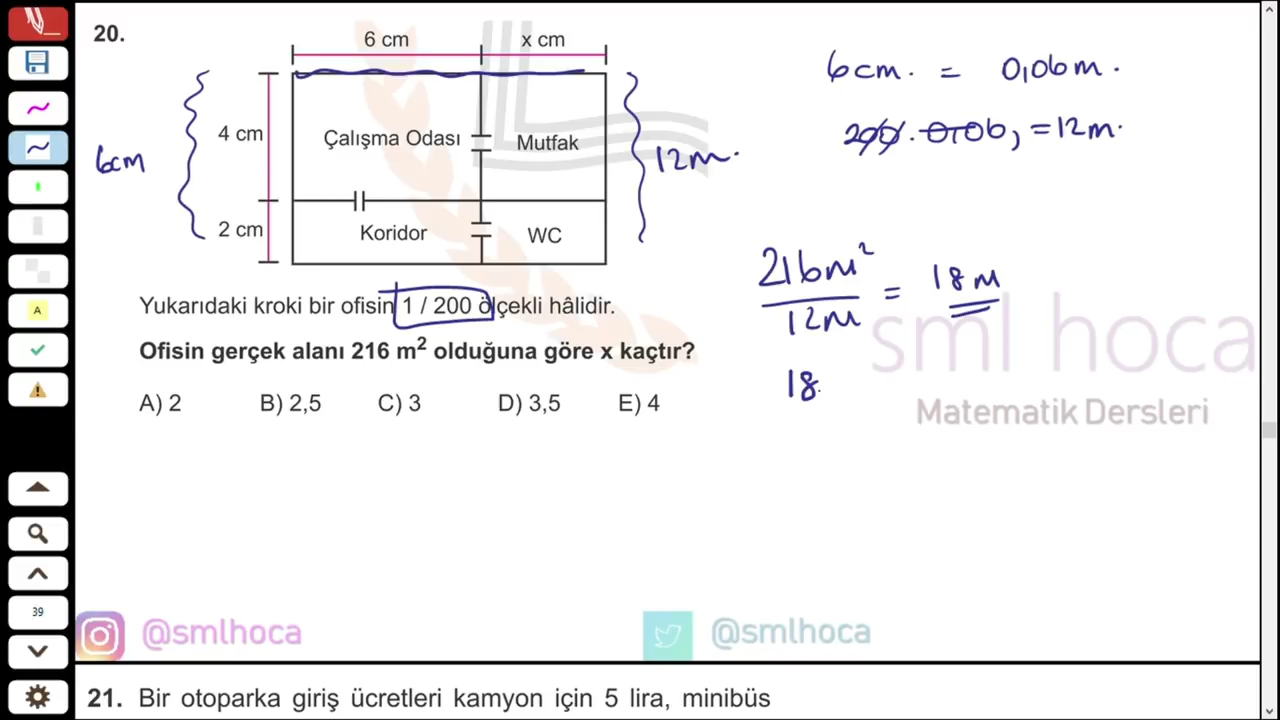 20.
6 cm
x cm
6cm. = 0,06m.
200 . 0,06, = 12m.
4 cm
Çalışma Odası
Mutfak
6cm
12m.
2 cm
Koridor
WC
216m² / 12m = 18m
Yukarıdaki kroki bir ofisin 1 / 200 ölçekli hâlidir.
Ofisin gerçek alanı 216 m² olduğuna göre x kaçtır?
sml hoca
18.
A) 2 B) 2,5 C) 3 D) 3,5 E) 4
Matematik Dersleri
A
39
@smlhoca
@smlhoca
21. Bir otoparka giriş ücretleri kamyon için 5 lira, minibüs